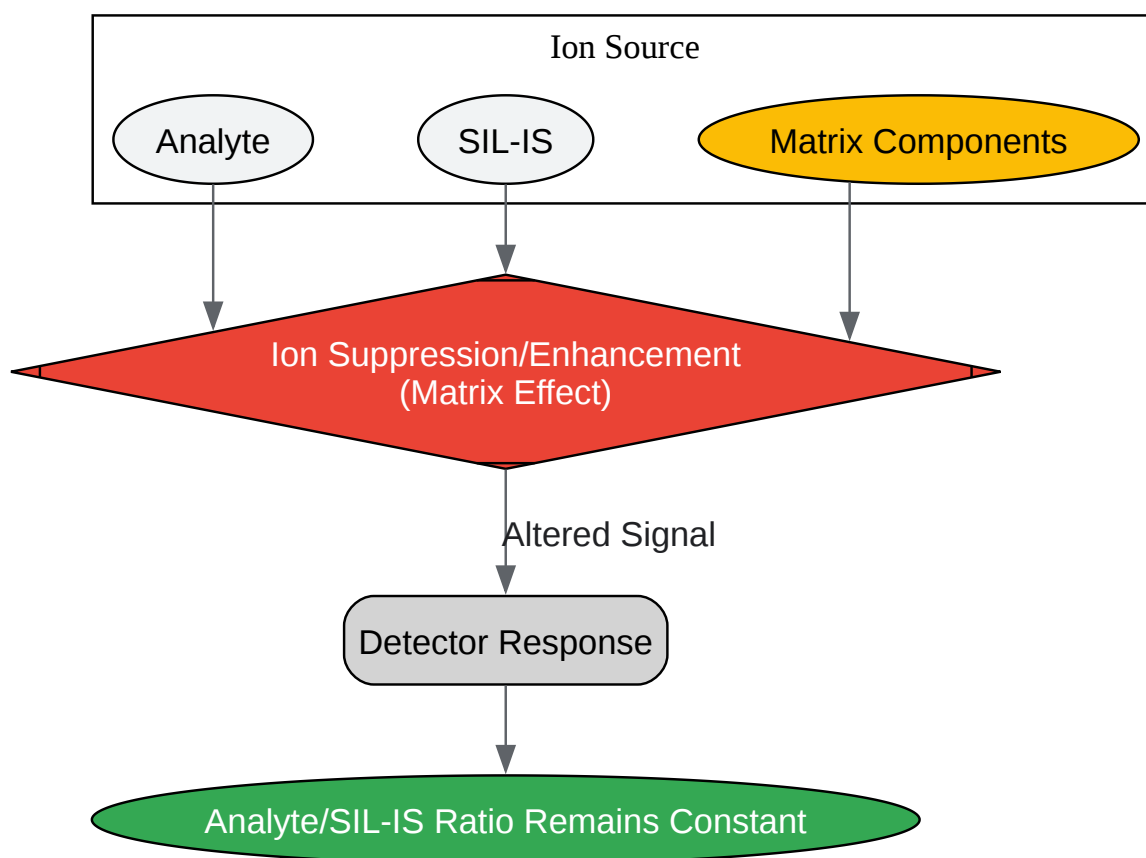 Ion Source
Analyte
SIL-IS
Matrix Components
Ion Suppression/Enhancement
(Matrix Effect)
Altered Signal
Detector Response
Analyte/SIL-IS Ratio Remains Constant